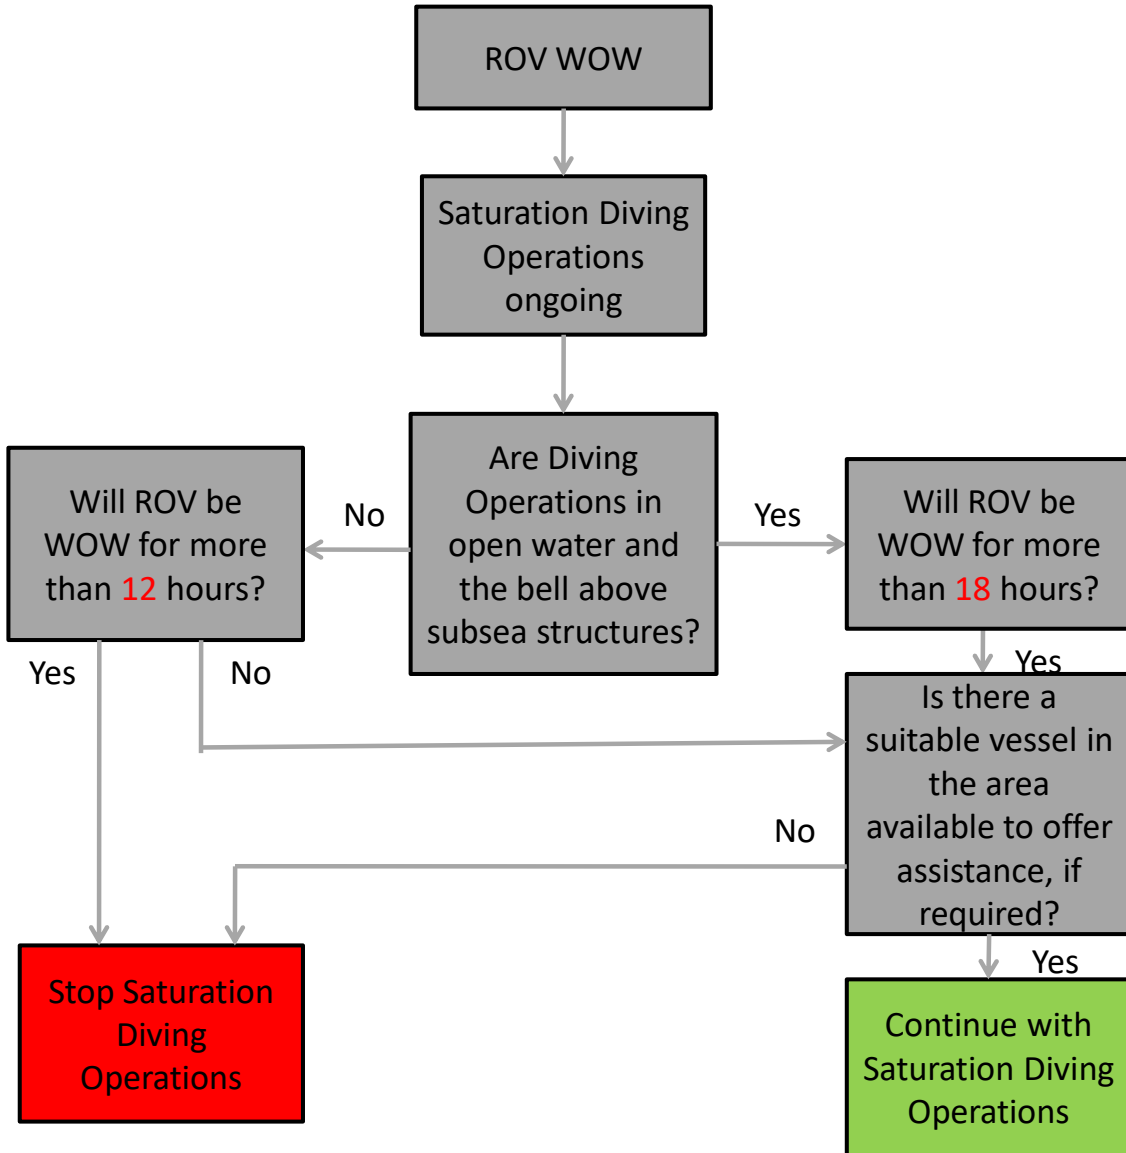 ROV WOW
Saturation Diving
Operations
ongoing
Are Diving
Operations in
open water and
the bell above
subsea structures?
No
Yes
Will ROV be
WOW for more
than 12 hours?
Will ROV be
WOW for more
than 18 hours?
Yes
No
Yes
Is there a
suitable vessel in
the area
available to offer
assistance, if
required?
No
Yes
Stop Saturation
Diving
Operations
Continue with
Saturation Diving
Operations